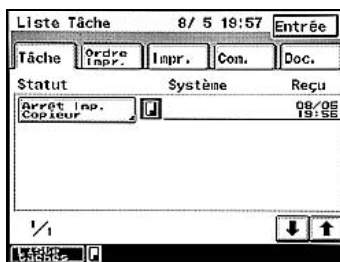 Liste Tâche 8/ 5 19:57 Entrée
Tâche Ordre Impr. Impr. Com. Doc.
Statut Système Reçu
Arrêt Imp. Copieur 08/05 19:56
1/1
Liste tâches